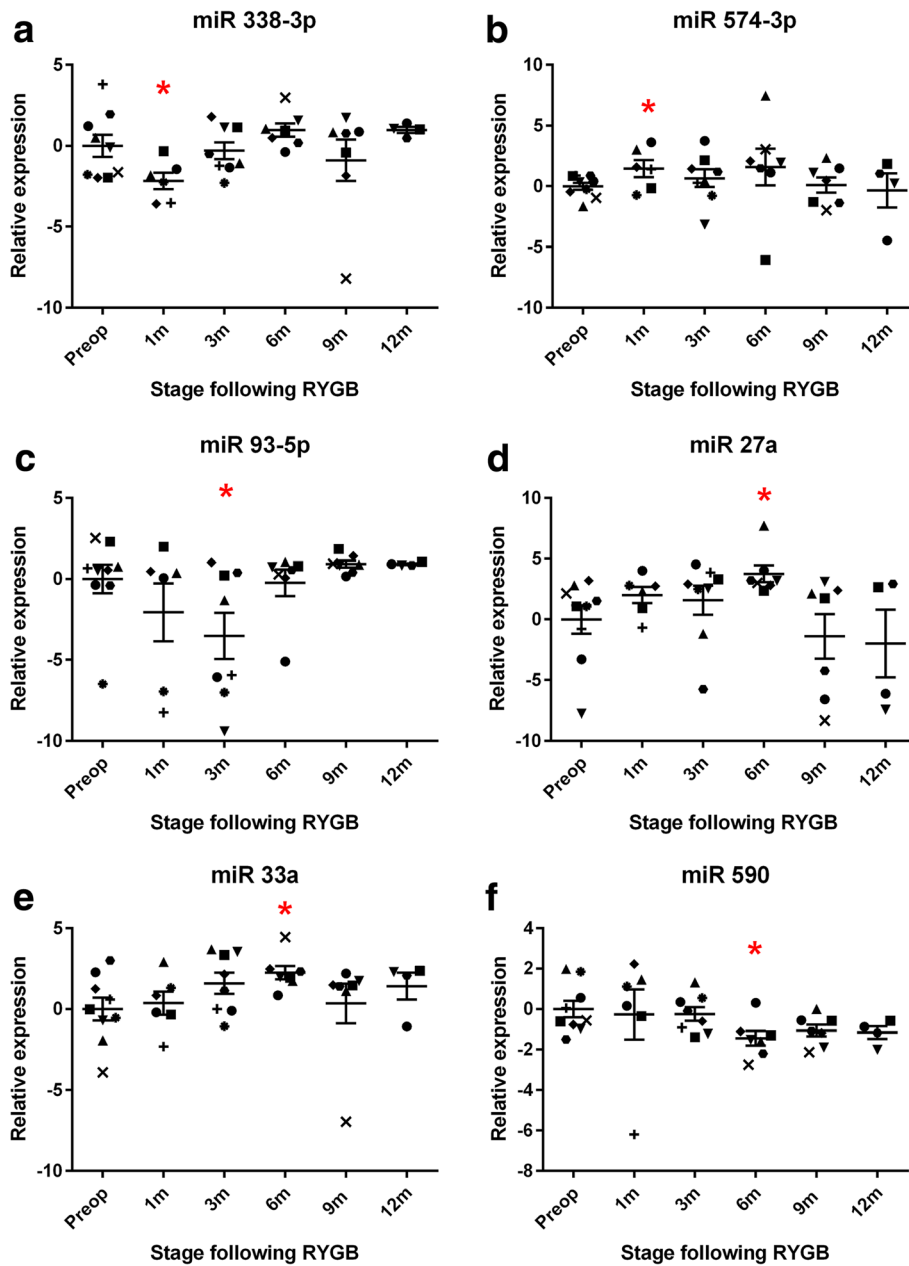 a
miR 338-3p
Relative expression
5
0
-5
-10
*
Preop
1m
3m
6m
9m
12m
Stage following RYGB
b
miR 574-3p
Relative expression
10
5
0
-5
-10
*
Preop
1m
3m
6m
9m
12m
Stage following RYGB
c
miR 93-5p
Relative expression
5
0
-5
-10
*
Preop
1m
3m
6m
9m
12m
Stage following RYGB
d
miR 27a
Relative expression
10
5
0
-5
-10
*
Preop
1m
3m
6m
9m
12m
Stage following RYGB
e
miR 33a
Relative expression
5
0
-5
-10
*
Preop
1m
3m
6m
9m
12m
Stage following RYGB
f
miR 590
Relative expression
4
2
0
-2
-4
-6
-8
*
Preop
1m
3m
6m
9m
12m
Stage following RYGB